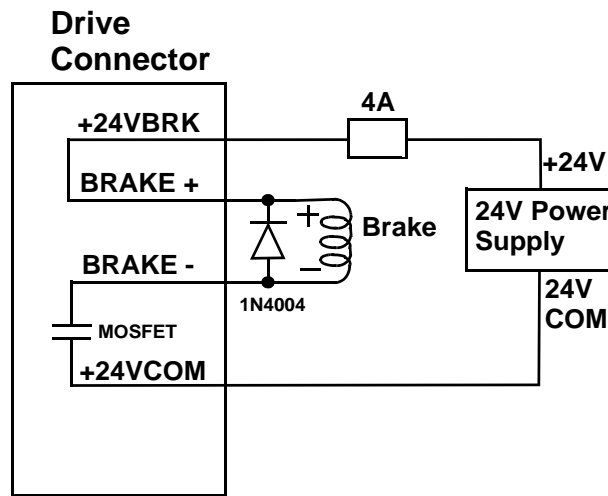 Drive
Connector
4A
+24VBRK
+24V
BRAKE +
+
Brake
24V Power
Supply
BRAKE -
–
1N4004
24V
COM
MOSFET
+24VCOM